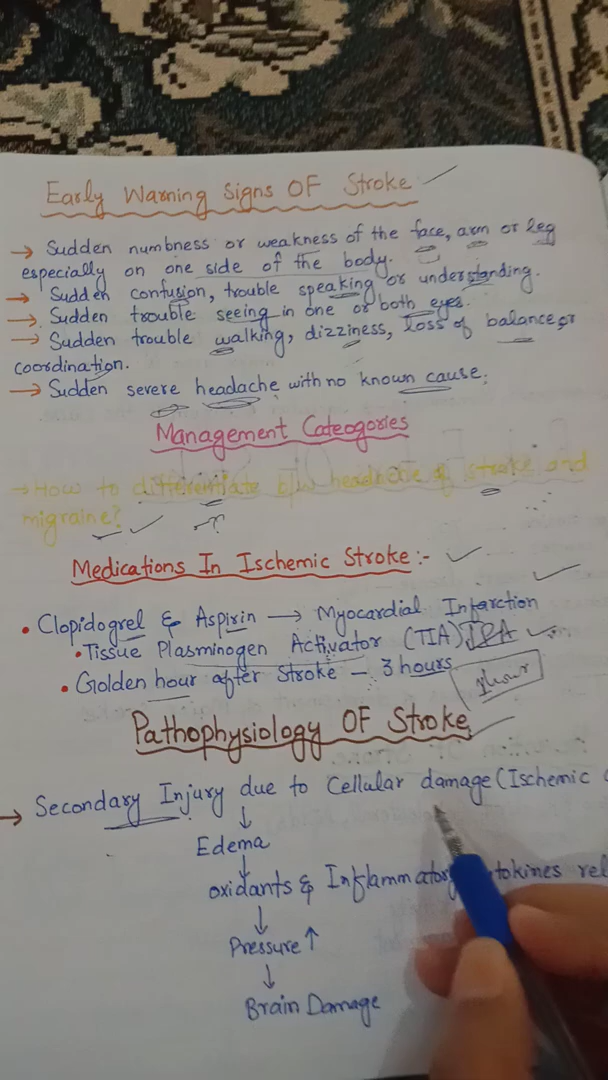 Early Warning Signs OF Stroke
→ Sudden numbness or weakness of the face, arm or leg
especially on one side of the body.
→ Sudden confusion, trouble speaking or understanding.
→ Sudden trouble seeing in one or both eyes.
→ Sudden trouble walking, dizziness, loss of balance or
coordination.
→ Sudden severe headache with no known cause.
Management Cateogories
→ How to differentiate b/w headache of stroke and
migraine?
Medications In Ischemic Stroke:-
• Clopidogrel & Aspirin → Myocardial Infarction
• Tissue Plasminogen Activator (TIA)
• Golden hour after Stroke – 3 hours
Pathophysiology OF Stroke
→ Secondary Injury due to Cellular damage (Ischemic
↓
Edema
↓
oxidants & Inflammatory
↓
Pressure ↑
↓
Brain Damage